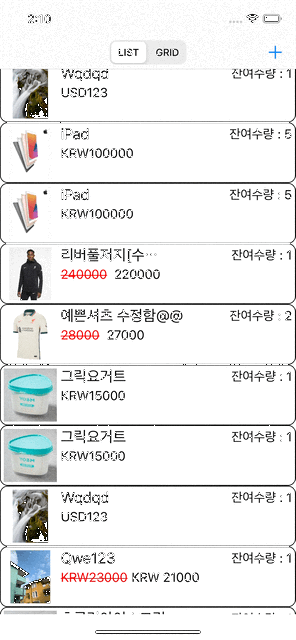 2:10
LIST GRID +
Wqdqd 잔여수량 : 1
USD123
iPad 잔여수량 : 5
KRW100000
iPad 잔여수량 : 5
KRW100000
리버풀저지[수… 잔여수량 : 1
240000 220000
예쁜셔츠 수정함@@ 잔여수량 : 2
28000 27000
그릭요거트 잔여수량 : 1
KRW15000
그릭요거트 잔여수량 : 1
KRW15000
Wqdqd 잔여수량 : 1
USD123
Qwe123 잔여수량 : 1
KRW23000 KRW 21000